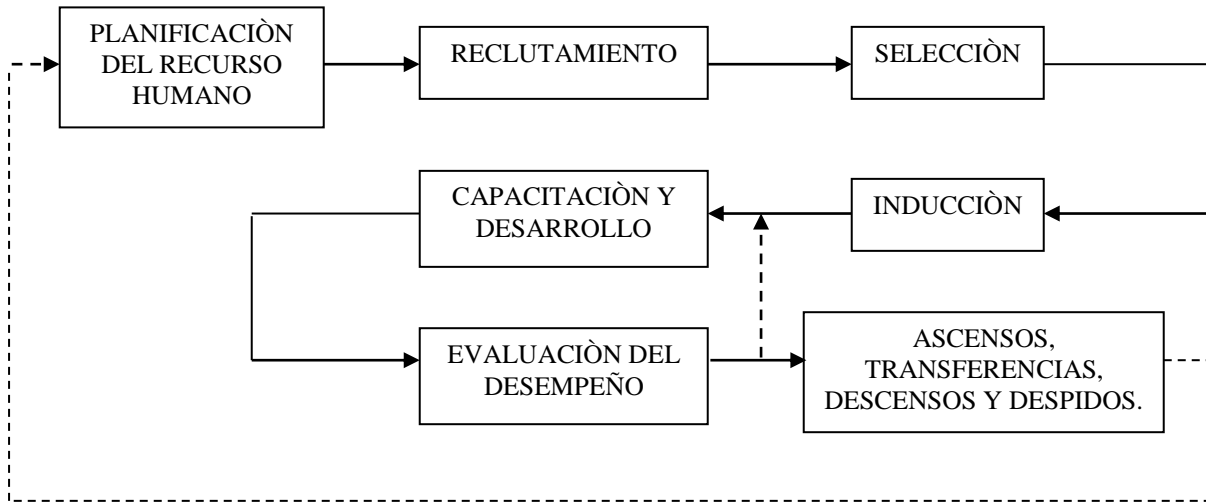 PLANIFICACIÒN
DEL RECURSO
HUMANO
RECLUTAMIENTO
SELECCIÒN
CAPACITACIÒN Y
DESARROLLO
INDUCCIÒN
EVALUACIÒN DEL
DESEMPEÑO
ASCENSOS,
TRANSFERENCIAS,
DESCENSOS Y DESPIDOS.